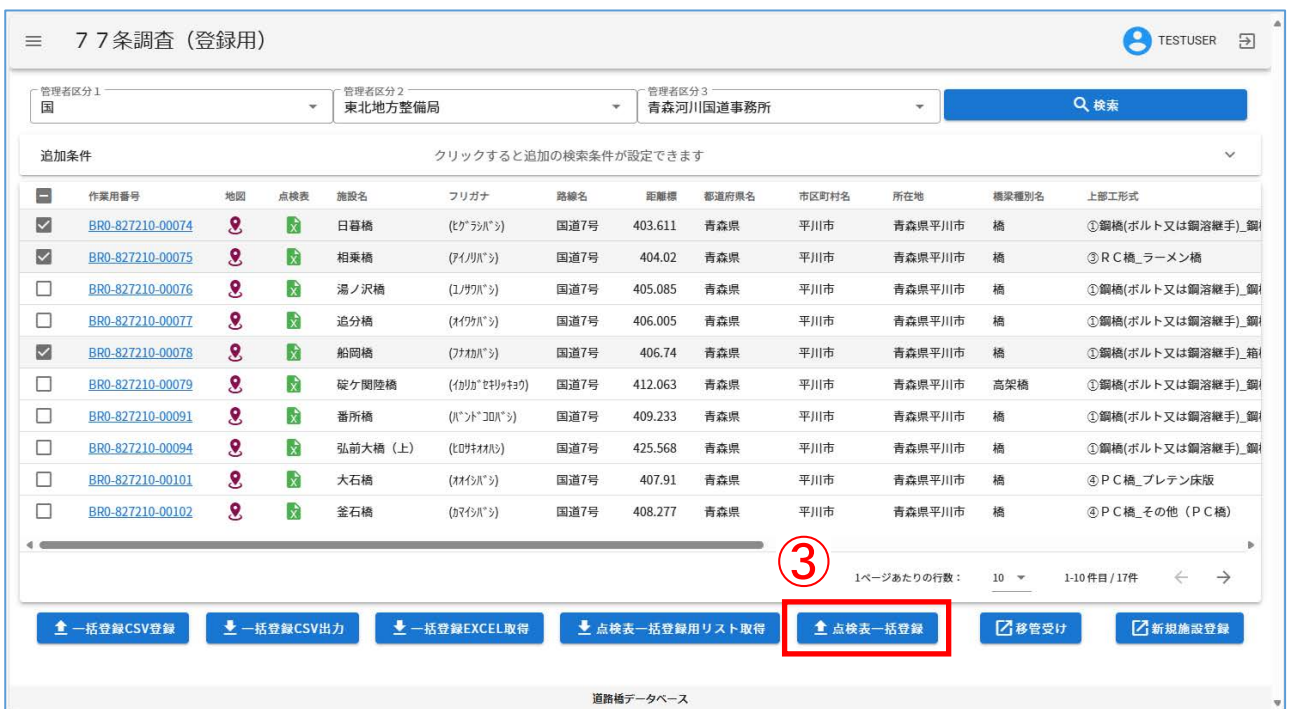 ７７条調査（登録用）
TESTUSER
管理者区分１
国
管理者区分２
東北地方整備局
管理者区分３
青森河川国道事務所
検索
追加条件 クリックすると追加の検索条件が設定できます
作業用番号 地図 点検表 施設名 フリガナ 路線名 距離標 都道府県名 市区町村名 所在地 橋梁種別名 上部工形式
BR0-827210-00074 日暮橋 (ﾋｸﾞﾗｼﾊﾞｼ) 国道7号 403.611 青森県 平川市 青森県平川市 橋 ①鋼橋(ボルト又は鋼溶継手)_鋼
BR0-827210-00075 相乗橋 (ｱｲﾉﾘﾊﾞｼ) 国道7号 404.02 青森県 平川市 青森県平川市 橋 ③ＲＣ橋_ラーメン橋
BR0-827210-00076 湯ノ沢橋 (ﾕﾉｻﾜﾊﾞｼ) 国道7号 405.085 青森県 平川市 青森県平川市 橋 ①鋼橋(ボルト又は鋼溶継手)_鋼
BR0-827210-00077 追分橋 (ｵｲﾜｹﾊﾞｼ) 国道7号 406.005 青森県 平川市 青森県平川市 橋 ①鋼橋(ボルト又は鋼溶継手)_鋼
BR0-827210-00078 船岡橋 (ﾌﾅｵｶﾊﾞｼ) 国道7号 406.74 青森県 平川市 青森県平川市 橋 ①鋼橋(ボルト又は鋼溶継手)_箱
BR0-827210-00079 碇ケ関陸橋 (ｲｶﾘｶﾞｾｷﾘｯｷｮｳ) 国道7号 412.063 青森県 平川市 青森県平川市 高架橋 ①鋼橋(ボルト又は鋼溶継手)_鋼
BR0-827210-00091 番所橋 (ﾊﾞﾝﾄﾞｺﾛﾊﾞｼ) 国道7号 409.233 青森県 平川市 青森県平川市 橋 ①鋼橋(ボルト又は鋼溶継手)_鋼
BR0-827210-00094 弘前大橋（上） (ﾋﾛｻｷｵｵﾊｼ) 国道7号 425.568 青森県 平川市 青森県平川市 橋 ①鋼橋(ボルト又は鋼溶継手)_鋼
BR0-827210-00101 大石橋 (ｵｵｲｼﾊﾞｼ) 国道7号 407.91 青森県 平川市 青森県平川市 橋 ④ＰＣ橋_プレテン床版
BR0-827210-00102 釜石橋 (ｶﾏｲｼﾊﾞｼ) 国道7号 408.277 青森県 平川市 青森県平川市 橋 ④ＰＣ橋_その他（ＰＣ橋）
③
1ページあたりの行数： 10 1-10 件目 / 17件
一括登録CSV登録 一括登録CSV出力 一括登録EXCEL取得 点検表一括登録用リスト取得 点検表一括登録 移管受け 新規施設登録
道路橋データベース